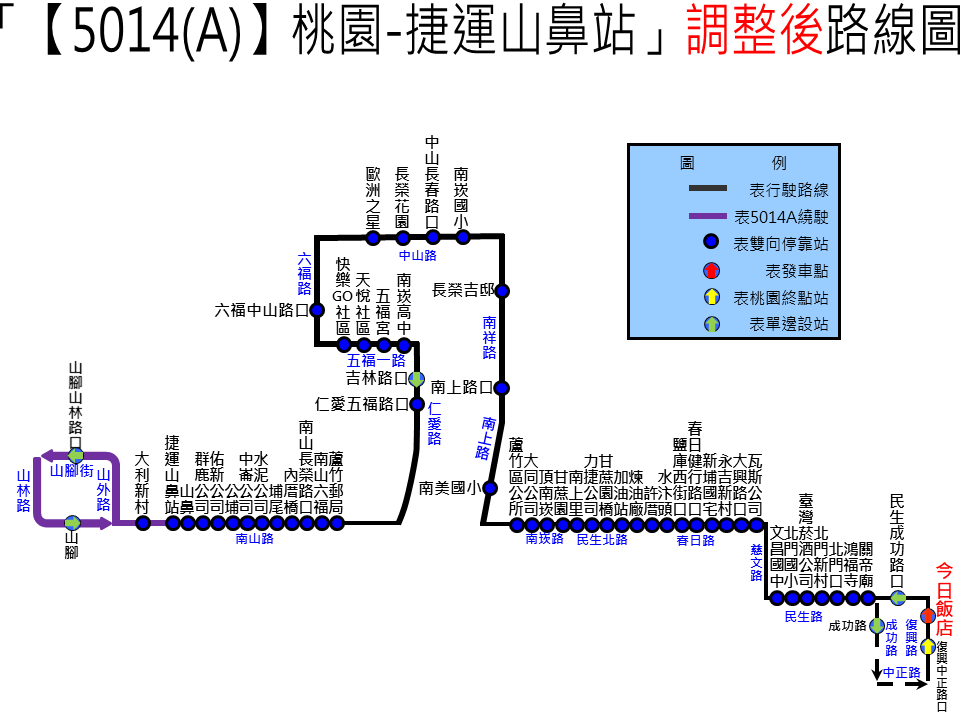 「【5014(A)】桃園-捷運山鼻站」調整後路線圖
圖 例
表行駛路線
表5014A繞駛
表雙向停靠站
表發車點
表桃園終點站
表單邊設站
歐洲之星
長榮花園
中山長春路口
南崁國小
中山路
六福路
六福中山路口
快樂GO社區
天悅社區
五福宮
南崁高中
五福一路
吉林路口
仁愛五福路口
仁愛路
長榮吉邸
南祥路
南上路口
南上路
南美國小
山腳山林路口
山腳街
山林路
山外路
山腳
大利新村
捷運山鼻站
山鼻
群鹿公司
佑新公司
公埔
中崙公司
水泥公司
埔尾
內厝橋
南山長榮路口
南山六福
蘆竹郵局
南山路
蘆竹區公所
大同公司
頂南崁
甘蔗園
南上里
力捷公司
甘蔗園橋
加油站
煉油廠
許厝
水汴頭
鹽庫西街口
春日健行路口
新埔國宅
永吉新村
大興路口
瓦斯公司
南崁路
民生北路
春日路
慈文路
文昌國中
北門國小
臺灣菸酒公司
北門新村
北門口
鴻福寺
關帝廟
民生路
民生成功路口
今日飯店
成功路
成功路
復興路
復興中正路口
中正路